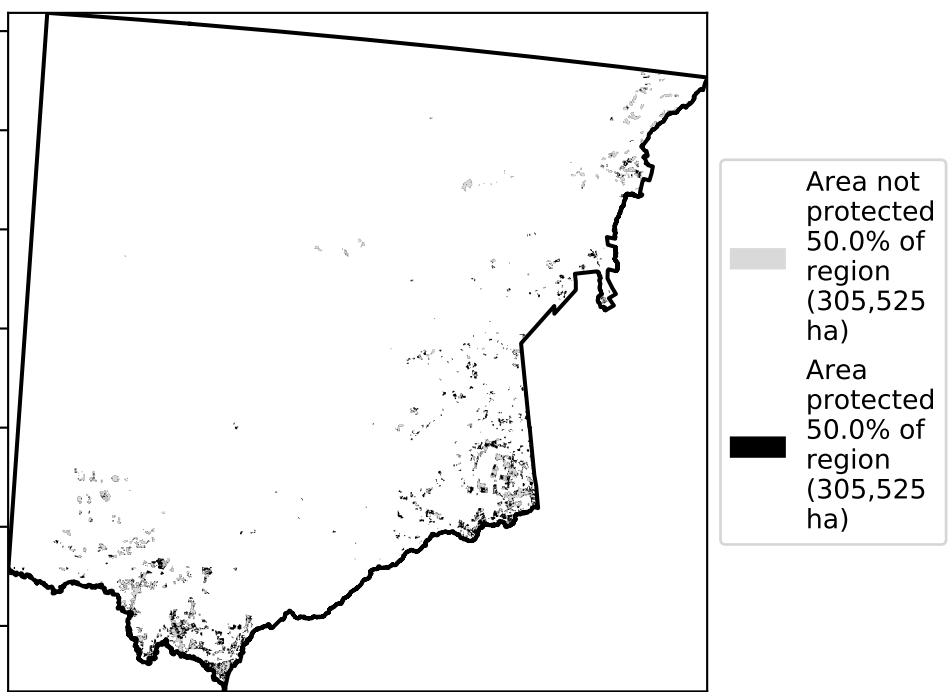 Area not
protected
50.0% of
region
(305,525
ha)
Area
protected
50.0% of
region
(305,525
ha)